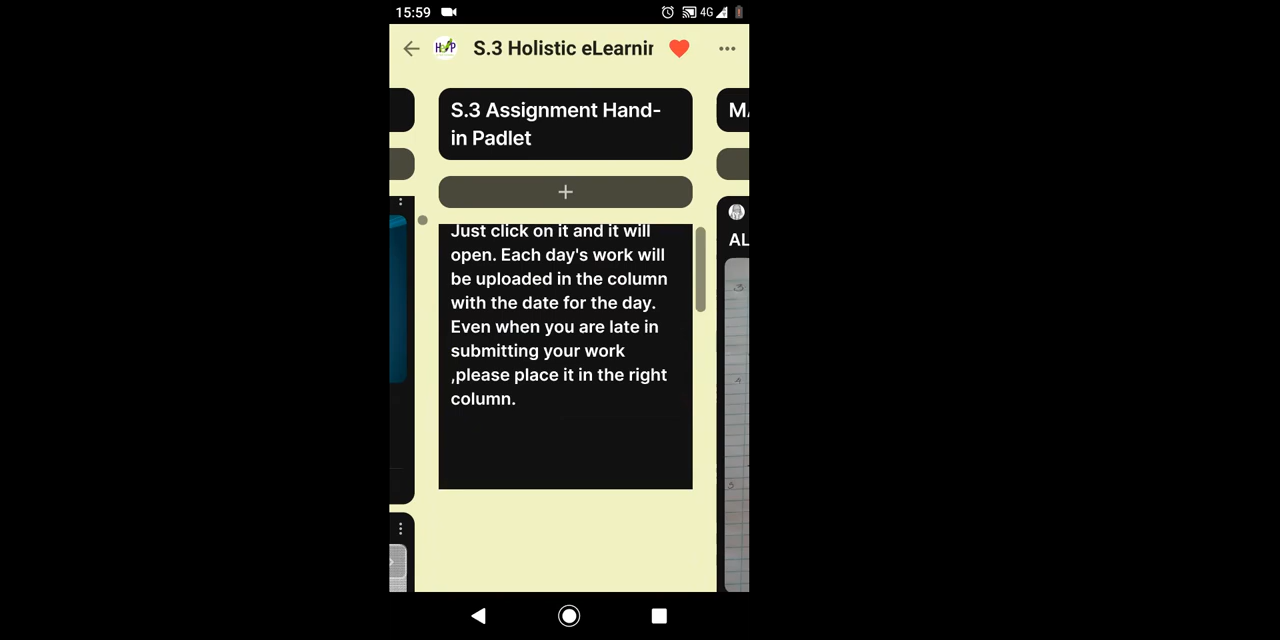 15:59
4G
H P
S.3 Holistic eLearnin
S.3 Assignment Hand-
in Padlet
+
Just click on it and it will
open. Each day's work will
be uploaded in the column
with the date for the day.
Even when you are late in
submitting your work
,please place it in the right
column.
MA
AL